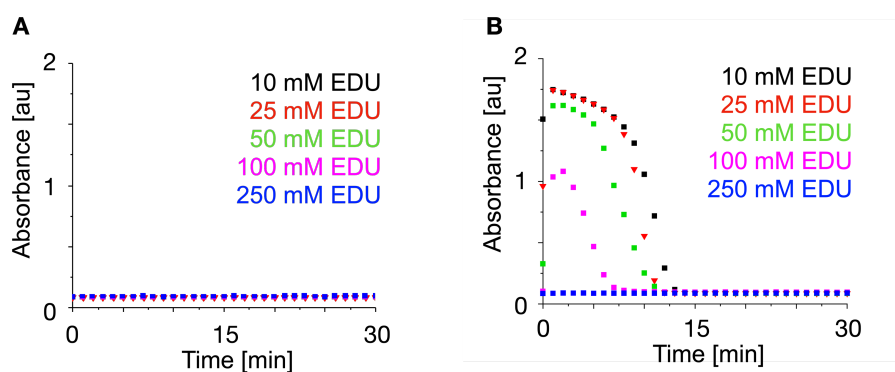 A
2
1
0
Absorbance [au]
10 mM EDU
25 mM EDU
50 mM EDU
100 mM EDU
250 mM EDU
0
15
30
Time [min]
B
2
1
0
Absorbance [au]
10 mM EDU
25 mM EDU
50 mM EDU
100 mM EDU
250 mM EDU
0
15
30
Time [min]